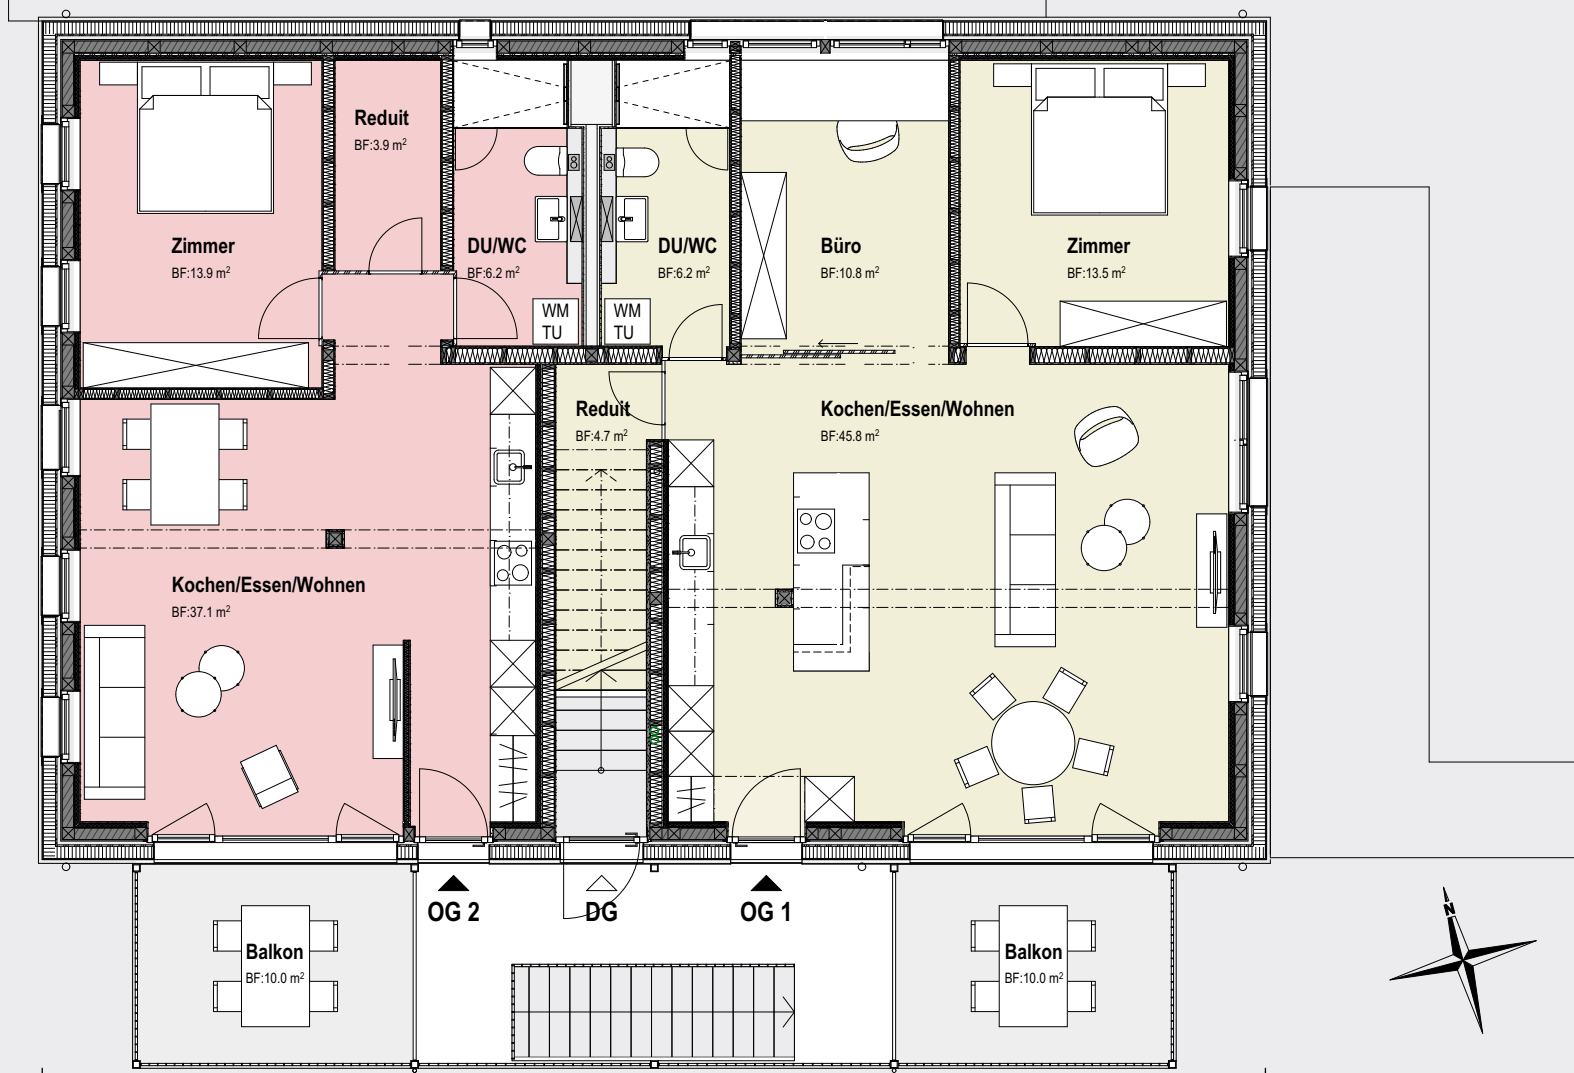 Reduit
BF:3.9 m²
Zimmer
BF:13.9 m²
DU/WC
BF:6.2 m²
DU/WC
BF:6.2 m²
Büro
BF:10.8 m²
Zimmer
BF:13.5 m²
WM
TU
WM
TU
Reduit
BF:4.7 m²
Kochen/Essen/Wohnen
BF:45.8 m²
Kochen/Essen/Wohnen
BF:37.1 m²
OG 2
DG
OG 1
N
Balkon
BF:10.0 m²
Balkon
BF:10.0 m²